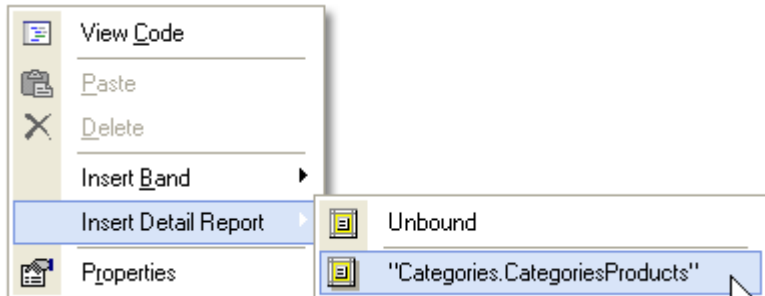 View Code
Paste
Delete
Insert Band
Insert Detail Report
Unbound
Properties
"Categories.CategoriesProducts"